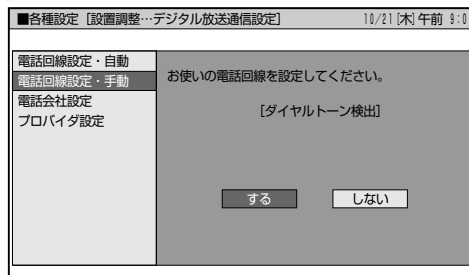 ■各種設定［設置調整…デジタル放送通信設定］ 10/21[木]午前 9:0
電話回線設定・自動
電話回線設定・手動
電話会社設定
プロバイダ設定
お使いの電話回線を設定してください。
［ダイヤルトーン検出］
する しない